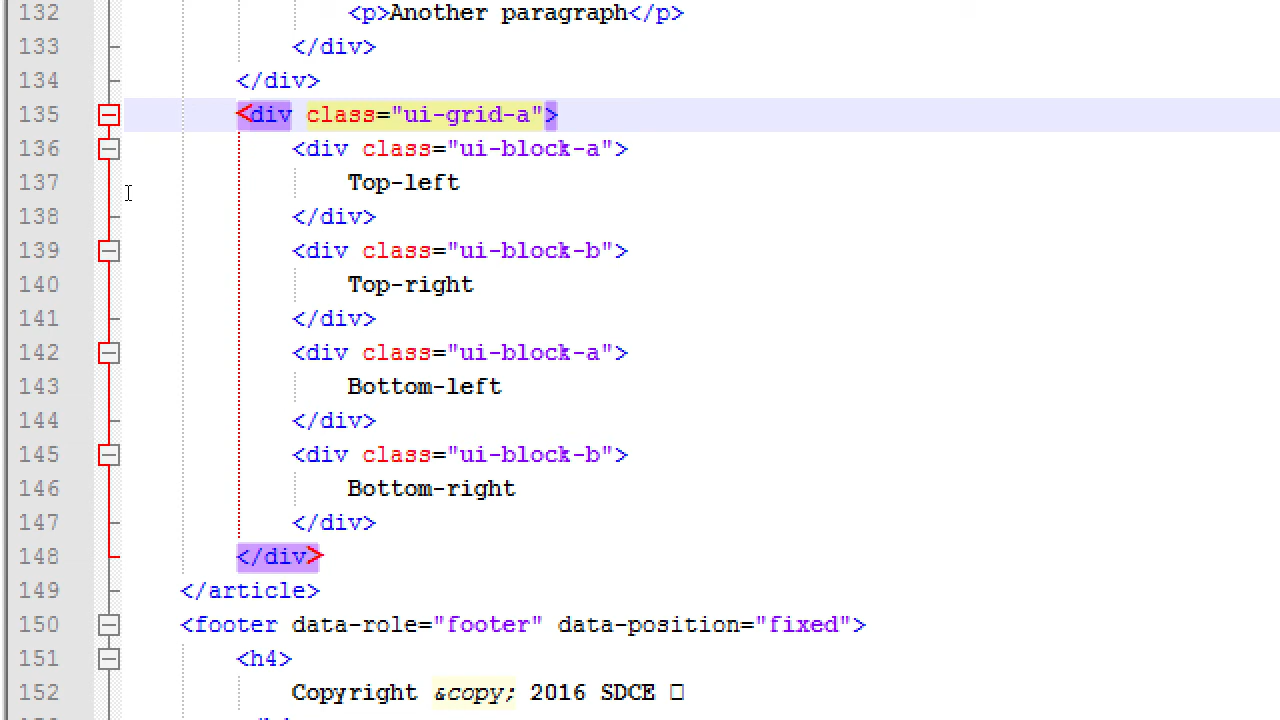 132 <p>Another paragraph</p>
133 </div>
134 </div>
135 <div class="ui-grid-a">
136 <div class="ui-block-a">
137 Top-left
138 </div>
139 <div class="ui-block-b">
140 Top-right
141 </div>
142 <div class="ui-block-a">
143 Bottom-left
144 </div>
145 <div class="ui-block-b">
146 Bottom-right
147 </div>
148 </div>
149 </article>
150 <footer data-role="footer" data-position="fixed">
151 <h4>
152 Copyright &copy; 2016 SDCE